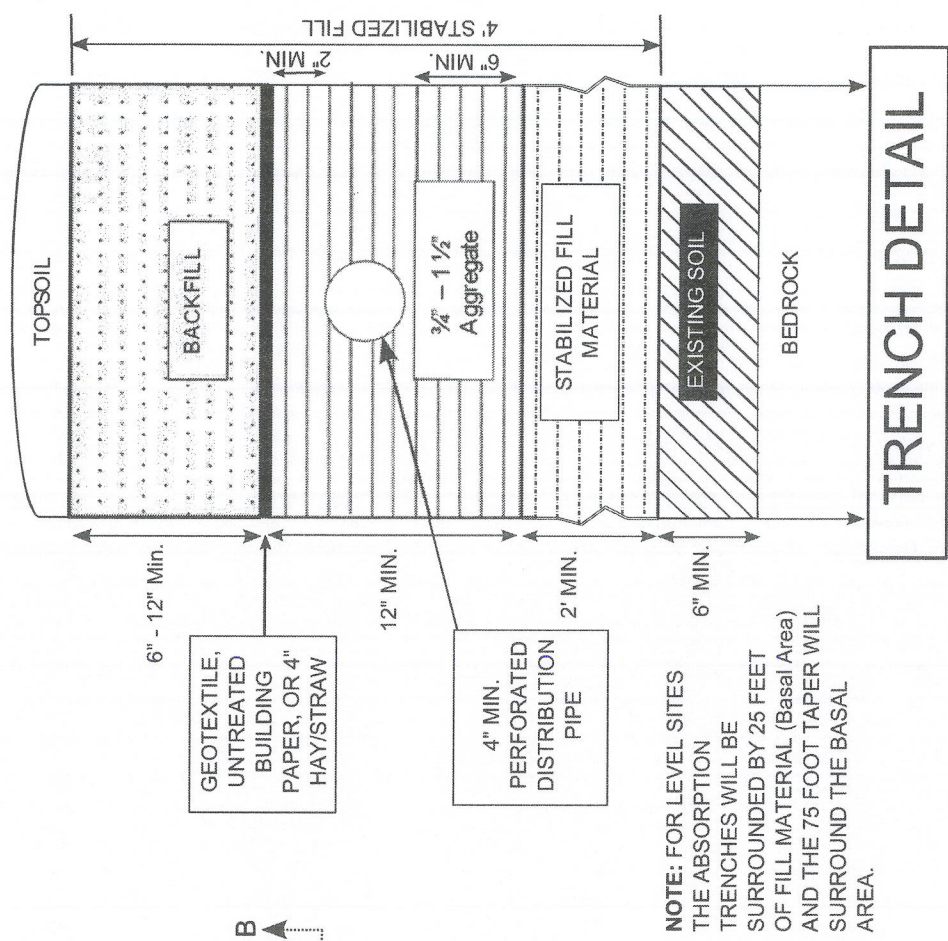 TOPSOIL
BACKFILL
6" - 12" Min.
GEOTEXTILE,
UNTREATED
BUILDING
PAPER, OR 4"
HAY/STRAW
2" MIN.
4' STABILIZED FILL
12" MIN.
4" MIN.
PERFORATED
DISTRIBUTION
PIPE
¾" – 1 ½"
Aggregate
6" MIN.
STABILIZED FILL
MATERIAL
2' MIN.
EXISTING SOIL
6" MIN.
BEDROCK
B
NOTE: FOR LEVEL SITES
THE ABSORPTION
TRENCHES WILL BE
SURROUNDED BY 25 FEET
OF FILL MATERIAL (Basal Area)
AND THE 75 FOOT TAPER WILL
SURROUND THE BASAL
AREA.
TRENCH DETAIL